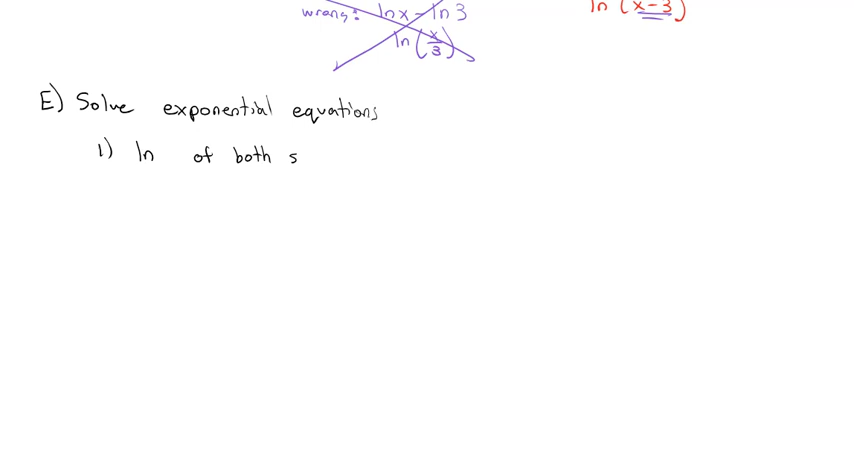 wrong: ln x - ln 3
ln (x/3)
ln (x - 3)
E) Solve exponential equations
1) ln of both s